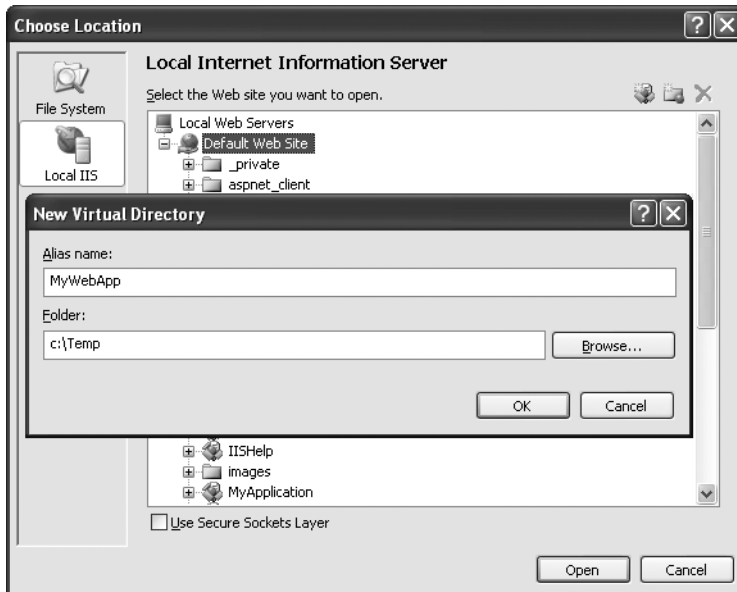 Choose Location
Local Internet Information Server
Select the Web site you want to open.
File System
Local IIS
Local Web Servers
Default Web Site
_private
aspnet_client
New Virtual Directory
Alias name:
MyWebApp
Folder:
c:\Temp
Browse...
OK
Cancel
IISHelp
images
MyApplication
Use Secure Sockets Layer
Open
Cancel